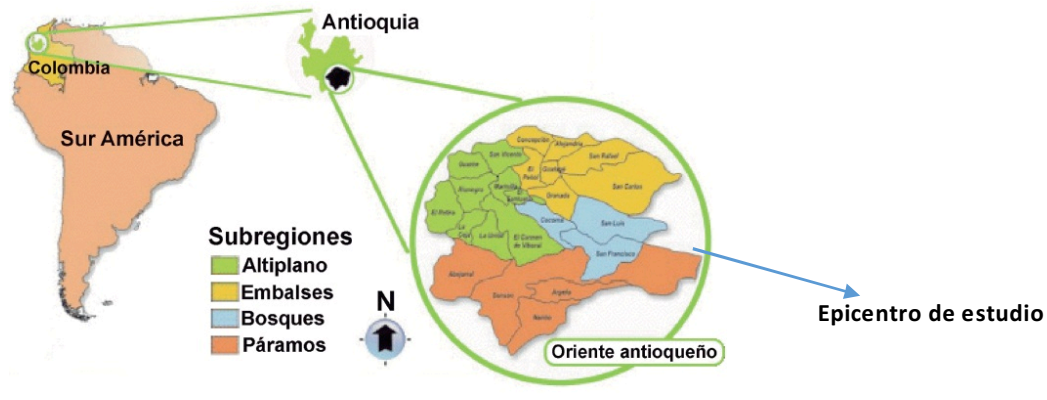 Antioquia
Colombia
Sur América
Subregiones
Altiplano
Embalses
Bosques
Páramos
N
Concepción
Alejandría
San Vicente
San Rafael
Guarne
El
Peñol
Guatapé
San Carlos
Marinilla
Rionegro
El
Santuario
Granada
El Retiro
Cocorná
San Luis
La
Ceja
La Unión
El Carmen
de Viboral
San Francisco
Abejorral
Sonsón
Argelia
Nariño
Oriente antioqueño
Epicentro de estudio